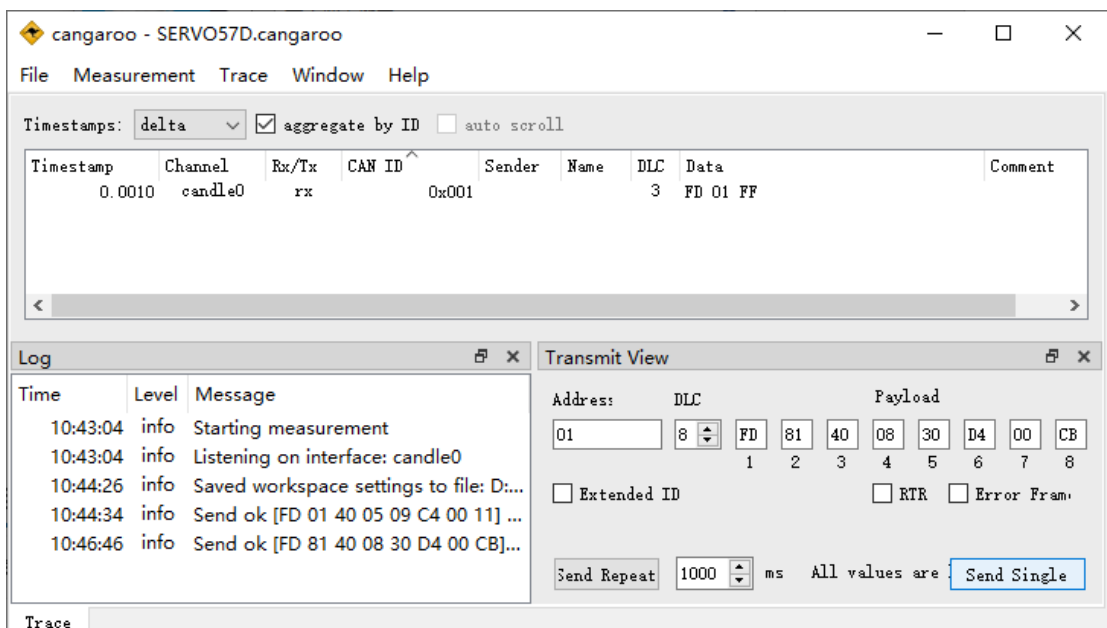 cangaroo - SERVO57D.cangaroo
File Measurement Trace Window Help
Timestamps: delta aggregate by ID auto scroll
Timestamp Channel Rx/Tx CAN ID Sender Name DLC Data Comment
0.0010 candle0 rx 0x001 3 FD 01 FF
Log
Time Level Message
10:43:04 info Starting measurement
10:43:04 info Listening on interface: candle0
10:44:26 info Saved workspace settings to file: D:...
10:44:34 info Send ok [FD 01 40 05 09 C4 00 11] ...
10:46:46 info Send ok [FD 81 40 08 30 D4 00 CB]...
Transmit View
Address DLC Payload
01 8 FD 81 40 08 30 D4 00 CB
1 2 3 4 5 6 7 8
Extended ID RTR Error Fram
Send Repeat 1000 ms All values are Send Single
Trace